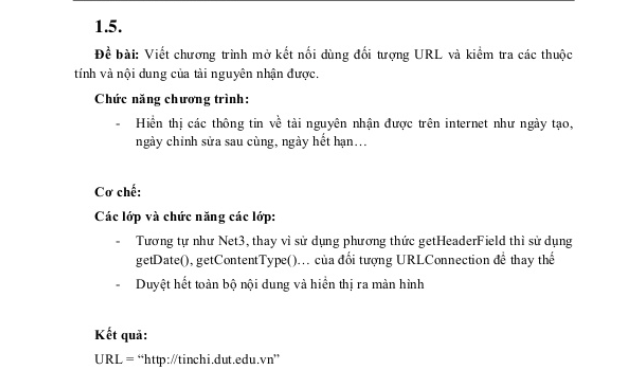 1.5.
Đề bài: Viết chương trình mở kết nối dùng đối tượng URL và kiểm tra các thuộc
tính và nội dung của tài nguyên nhận được.
Chức năng chương trình:
- Hiển thị các thông tin về tài nguyên nhận được trên internet như ngày tạo,
ngày chỉnh sửa sau cùng, ngày hết hạn…
Cơ chế:
Các lớp và chức năng các lớp:
- Tương tự như Net3, thay vì sử dụng phương thức getHeaderField thì sử dụng
getDate(), getContentType()… của đối tượng URLConnection để thay thế
- Duyệt hết toàn bộ nội dung và hiển thị ra màn hình
Kết quả:
URL = “http://tinchi.dut.edu.vn”